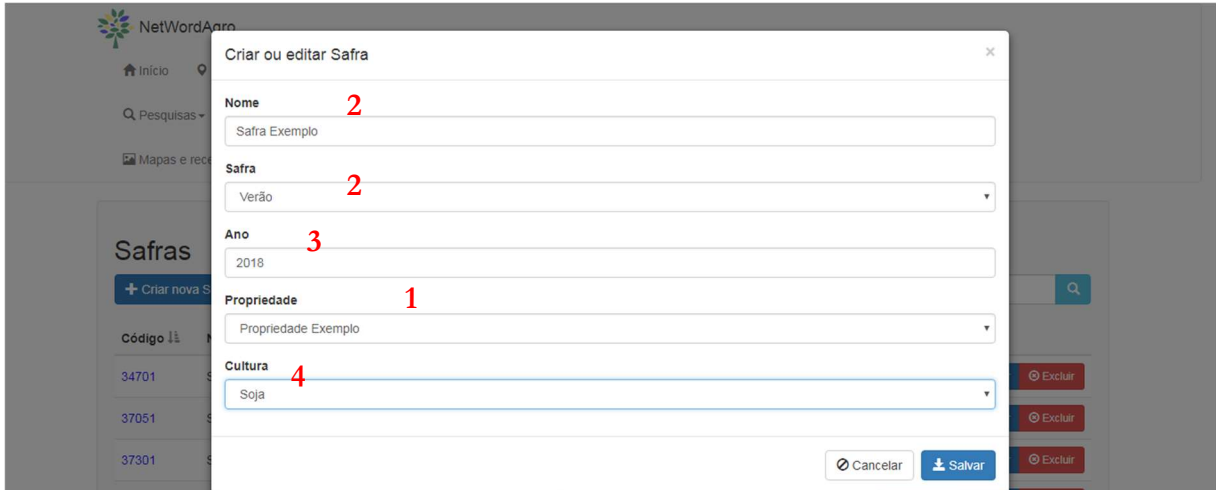 NetWordAgro
Início
Pesquisas
Mapas e rece
Criar ou editar Safra
×
Nome
2
Safra Exemplo
Safra
2
Verão
Ano
3
2018
Propriedade
1
Propriedade Exemplo
Cultura
4
Soja
Cancelar Salvar
Safras
+ Criar nova S
Código
34701 S Excluir
37051 S Excluir
37301 S Excluir